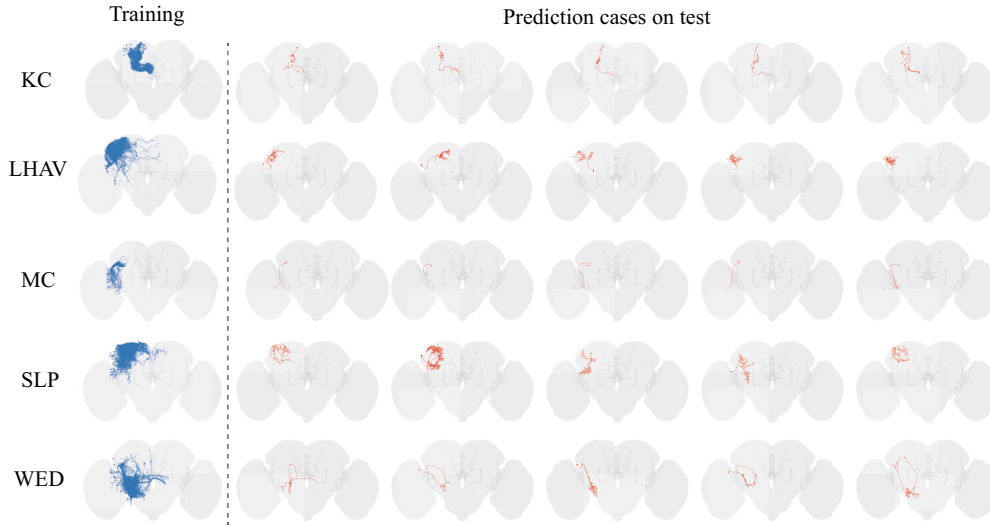 Training
Prediction cases on test
KC
LHAV
MC
SLP
WED